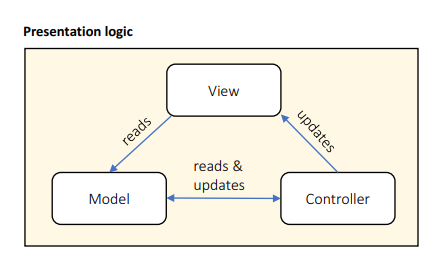 Presentation logic
View
reads
updates
reads &
updates
Model
Controller